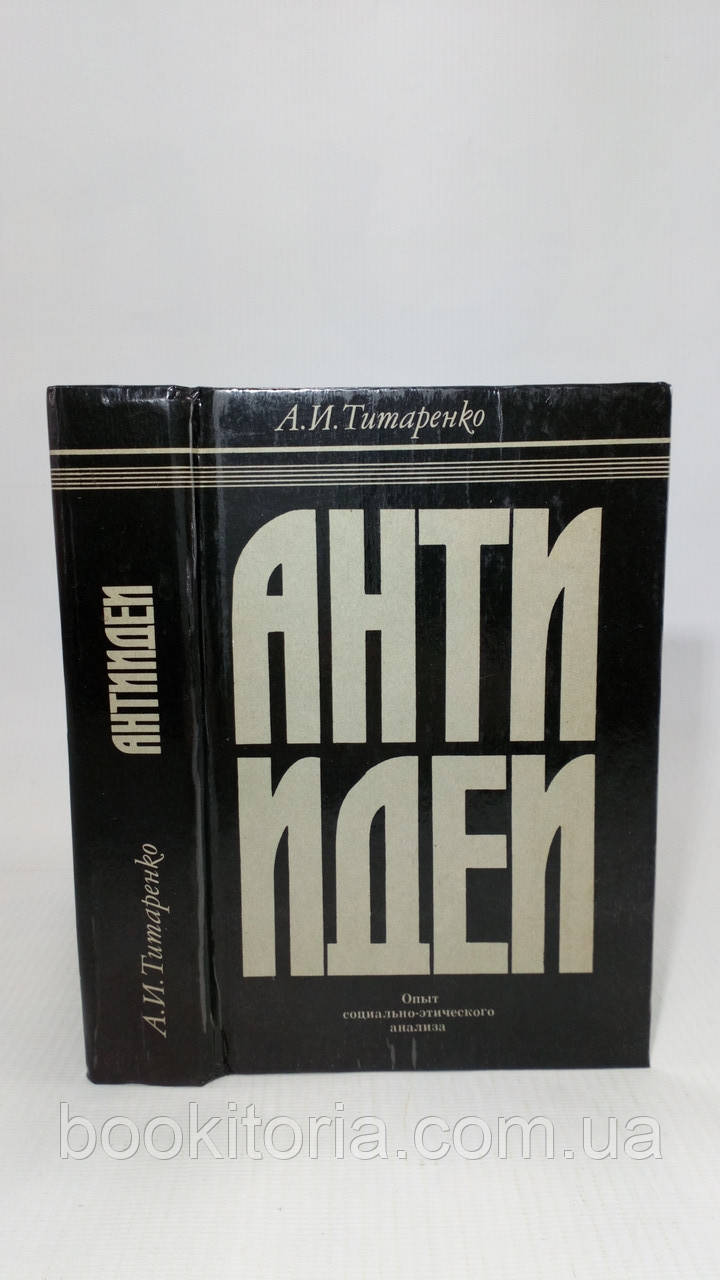 А.И.Титаренко
АНТИ
ИДЕИ
Опыт
социально-этического
анализа
АНТИИДЕИ
А.И.Титаренко
bookitoria.com.ua